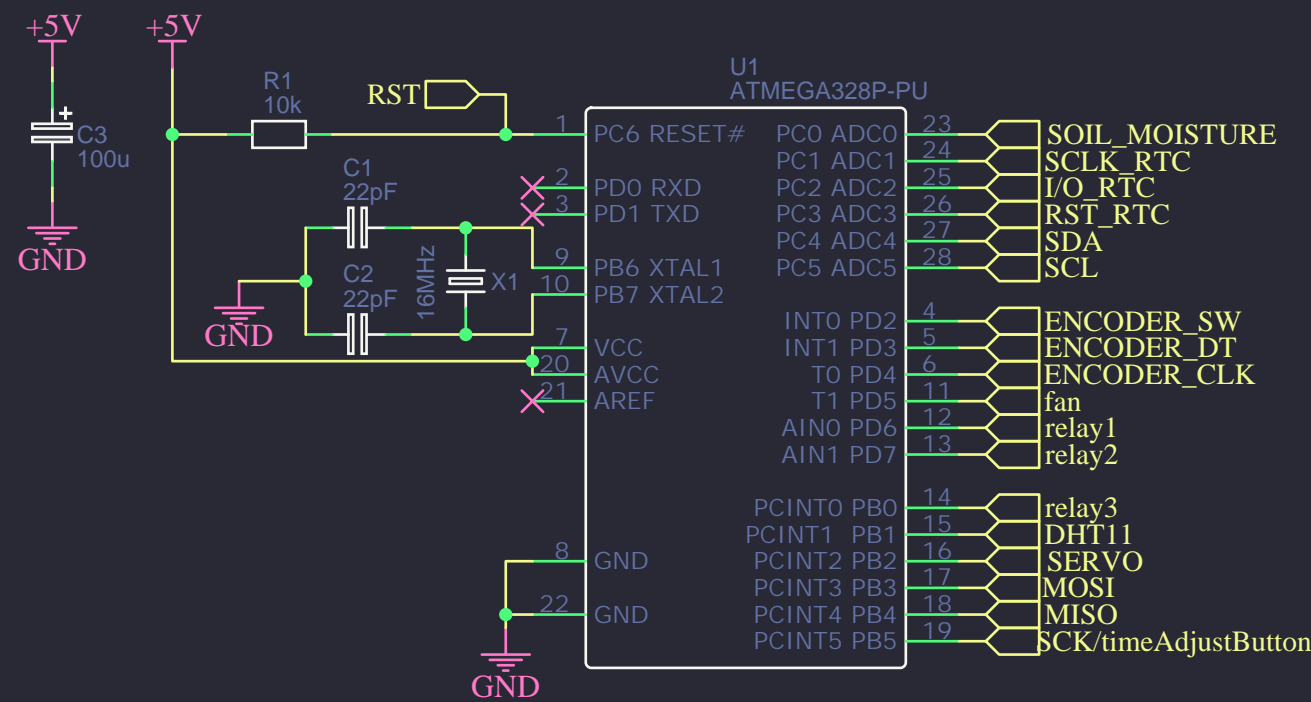 +5V
C3
100u
GND
+5V
R1
10k
RST
C1
22pF
C2
22pF
GND
16MHz
X1
U1
ATMEGA328P-PU
1 PC6 RESET#
2 PD0 RXD
3 PD1 TXD
9 PB6 XTAL1
10 PB7 XTAL2
7 VCC
20 AVCC
21 AREF
8 GND
22 GND
GND
PC0 ADC0 23 SOIL_MOISTURE
PC1 ADC1 24 SCLK_RTC
PC2 ADC2 25 I/O_RTC
PC3 ADC3 26 RST_RTC
PC4 ADC4 27 SDA
PC5 ADC5 28 SCL
INT0 PD2 4 ENCODER_SW
INT1 PD3 5 ENCODER_DT
T0 PD4 6 ENCODER_CLK
T1 PD5 11 fan
AIN0 PD6 12 relay1
AIN1 PD7 13 relay2
PCINT0 PB0 14 relay3
PCINT1 PB1 15 DHT11
PCINT2 PB2 16 SERVO
PCINT3 PB3 17 MOSI
PCINT4 PB4 18 MISO
PCINT5 PB5 19 SCK/timeAdjustButton